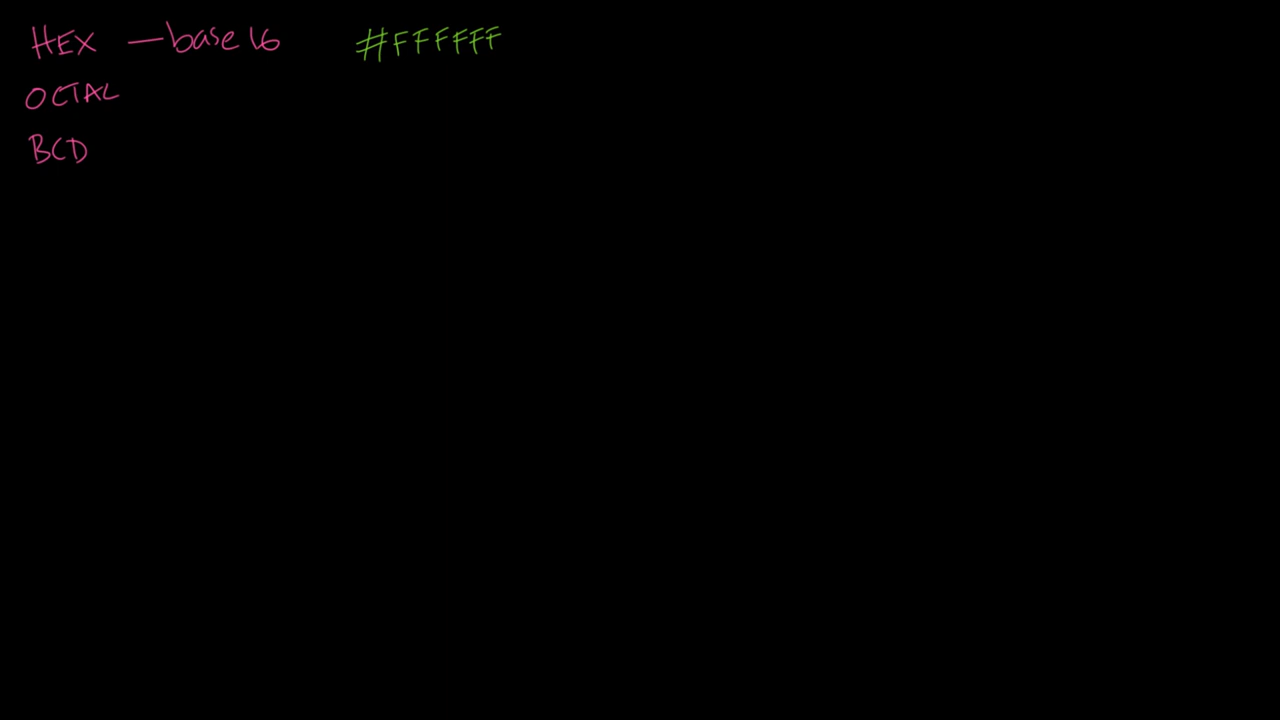 HEX — base 16 #FFFFFF
OCTAL
BCD